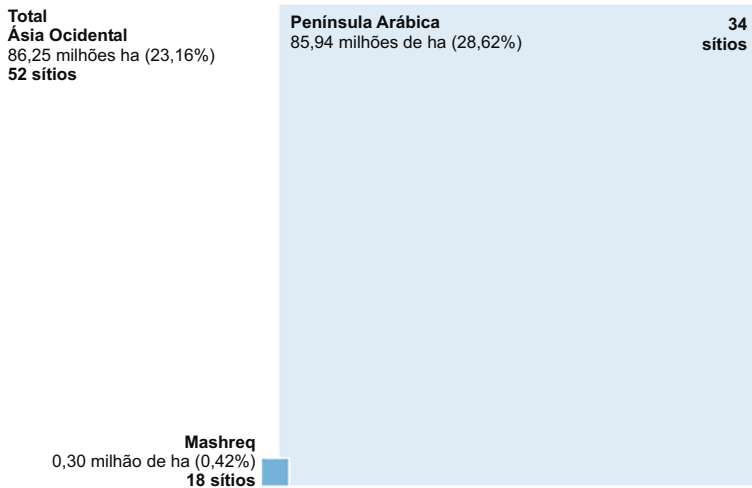 Total
Ásia Ocidental
86,25 milhões ha (23,16%)
52 sítios
Península Arábica
85,94 milhões de ha (28,62%)
34
sítios
Mashreq
0,30 milhão de ha (0,42%)
18 sítios